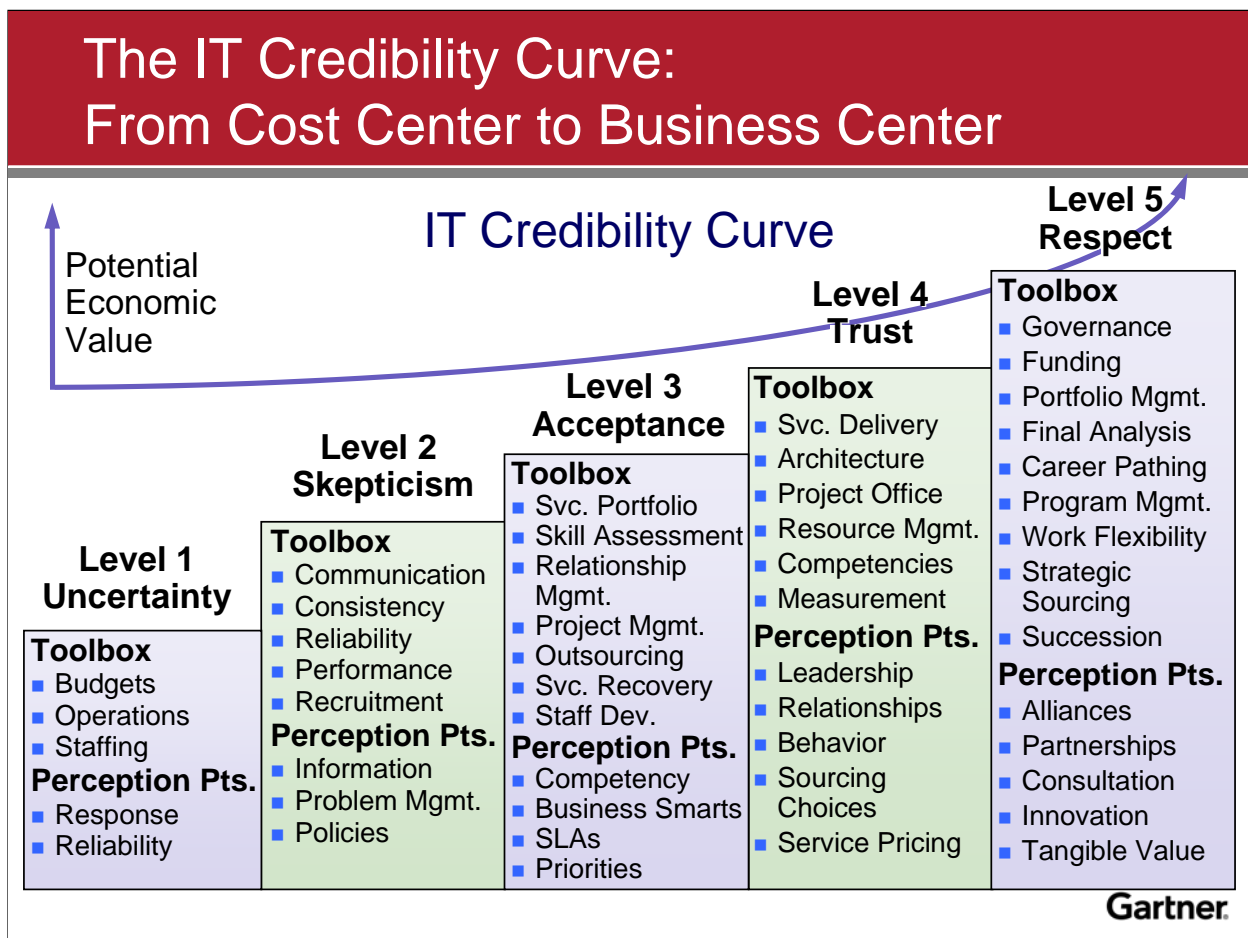 The IT Credibility Curve:
From Cost Center to Business Center
IT Credibility Curve
Potential
Economic
Value
Level 1
Uncertainty
Toolbox
Budgets
Operations
Staffing
Perception Pts.
Response
Reliability
Level 2
Skepticism
Toolbox
Communication
Consistency
Reliability
Performance
Recruitment
Perception Pts.
Information
Problem Mgmt.
Policies
Level 3
Acceptance
Toolbox
Svc. Portfolio
Skill Assessment
Relationship
Mgmt.
Project Mgmt.
Outsourcing
Svc. Recovery
Staff Dev.
Perception Pts.
Competency
Business Smarts
SLAs
Priorities
Level 4
Trust
Toolbox
Svc. Delivery
Architecture
Project Office
Resource Mgmt.
Competencies
Measurement
Perception Pts.
Leadership
Relationships
Behavior
Sourcing
Choices
Service Pricing
Level 5
Respect
Toolbox
Governance
Funding
Portfolio Mgmt.
Final Analysis
Career Pathing
Program Mgmt.
Work Flexibility
Strategic
Sourcing
Succession
Perception Pts.
Alliances
Partnerships
Consultation
Innovation
Tangible Value
Gartner.